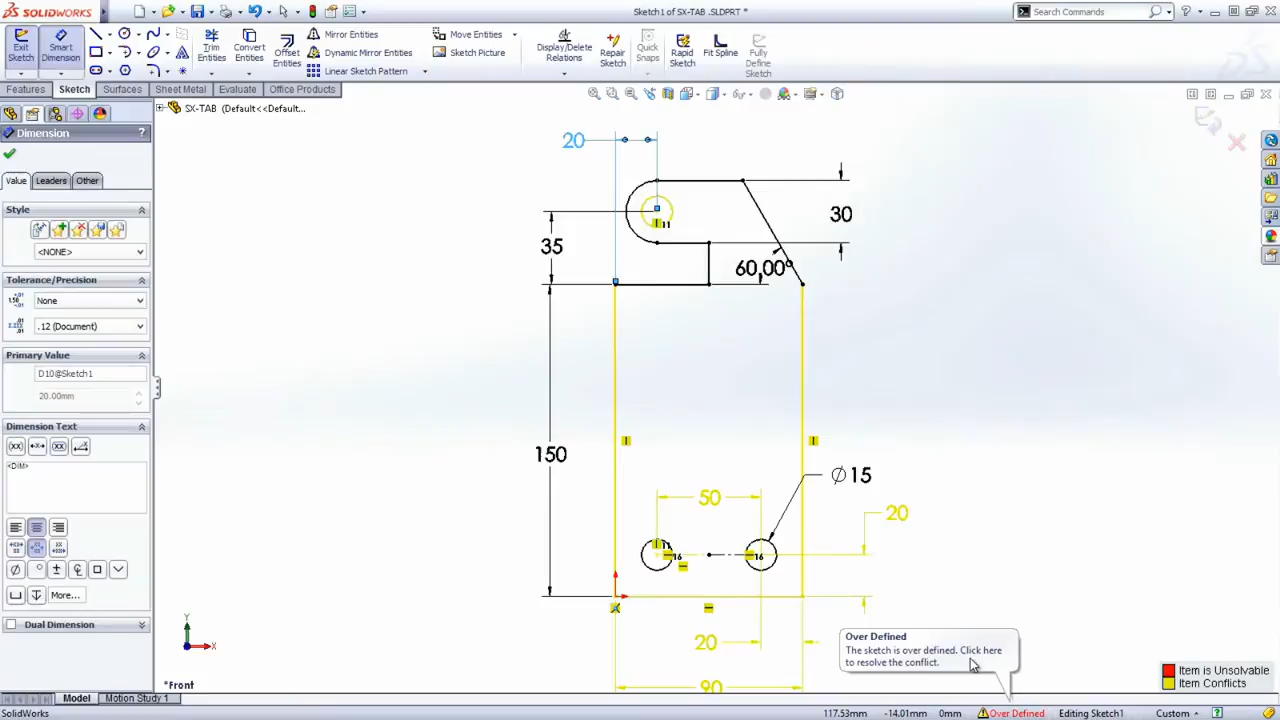 SOLIDWORKS
Sketch1 of SX-TAB .SLDPRT *
Search Commands
Exit Sketch
Smart Dimension
Trim Entities
Convert Entities
Offset Entities
Mirror Entities
Dynamic Mirror Entities
Linear Sketch Pattern
Move Entities
Sketch Picture
Display/Delete Relations
Repair Sketch
Quick Snaps
Rapid Sketch
Fit Spline
Fully Define Sketch
Features
Sketch
Surfaces
Sheet Metal
Evaluate
Office Products
SX-TAB (Default<<Default...
Dimension
?
Value
Leaders
Other
Style
<NONE>
Tolerance/Precision
None
.12 (Document)
Primary Value
D10@Sketch1
20.00mm
Dimension Text
<DIM>
More...
Dual Dimension
20
11
35
30
60,00°
150
50
∅15
20
11
16
16
20
90
Over Defined
The sketch is over defined. Click here
to resolve the conflict.
Item is Unsolvable
Item Conflicts
Y
X
*Front
Model
Motion Study 1
SolidWorks
117.53mm
-14.01mm
0mm
Over Defined
Editing Sketch1
Custom